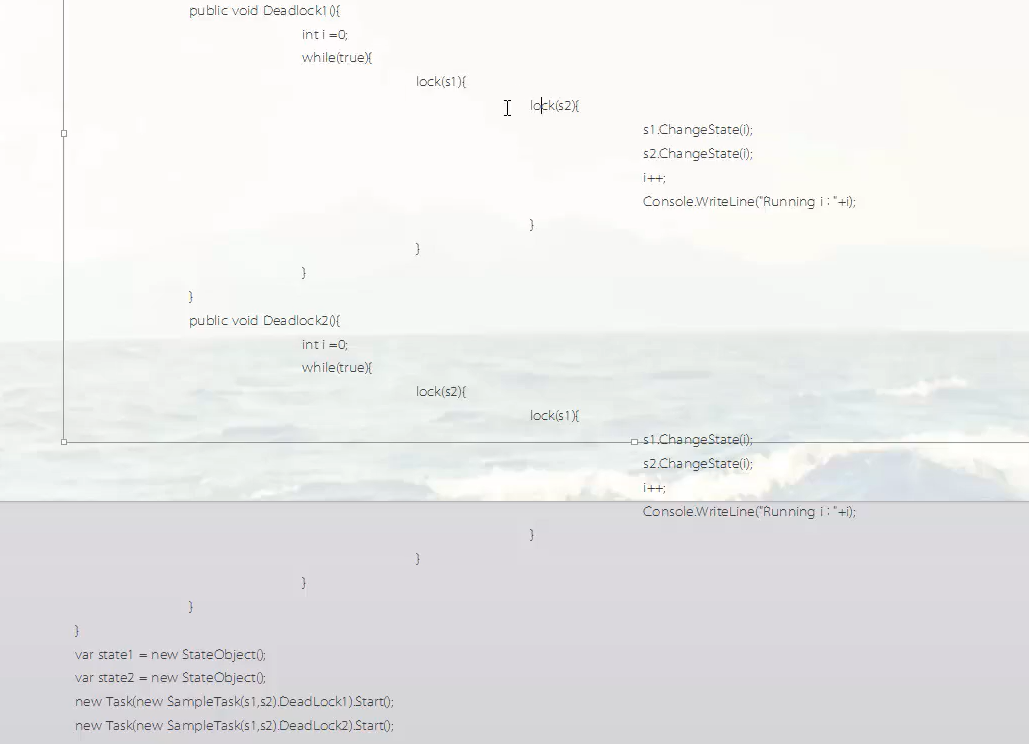 public void Deadlock1(){
int i =0;
while(true){
lock(s1){
lock(s2){
s1.ChangeState(i);
s2.ChangeState(i);
i++;
Console.WriteLine("Running i : "+i);
}
}
}
}
public void Deadlock2(){
int i =0;
while(true){
lock(s2){
lock(s1){
s1.ChangeState(i);
s2.ChangeState(i);
i++;
Console.WriteLine("Running i : "+i);
}
}
}
}
}
var state1 = new StateObject();
var state2 = new StateObject();
new Task(new SampleTask(s1,s2).DeadLock1).Start();
new Task(new SampleTask(s1,s2).DeadLock2).Start();